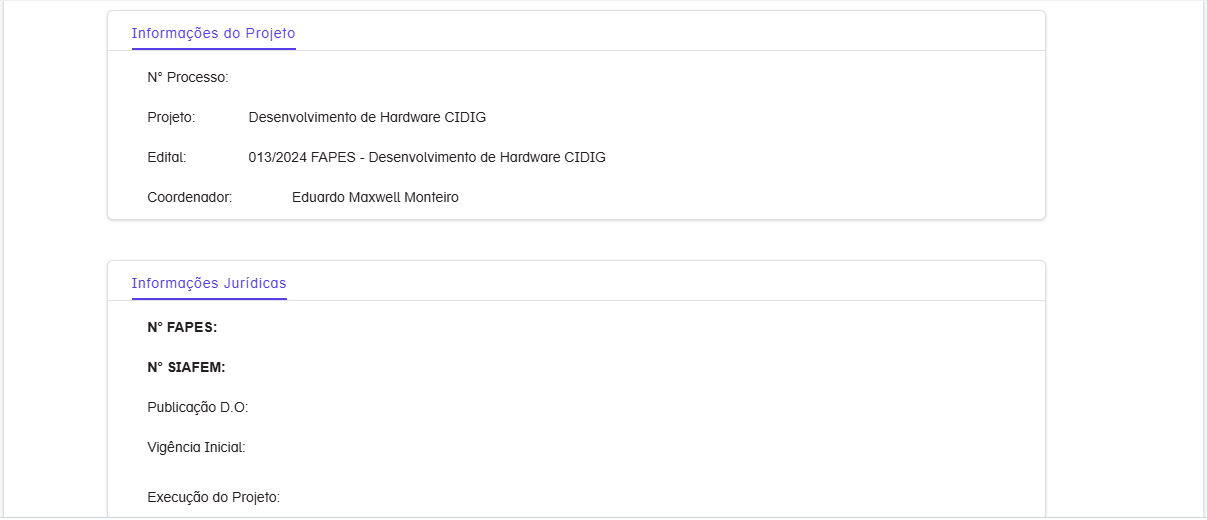 Informações do Projeto
N° Processo:
Projeto: Desenvolvimento de Hardware CIDIG
Edital: 013/2024 FAPES - Desenvolvimento de Hardware CIDIG
Coordenador: Eduardo Maxwell Monteiro
Informações Jurídicas
N° FAPES:
N° SIAFEM:
Publicação D.O:
Vigência Inicial:
Execução do Projeto: